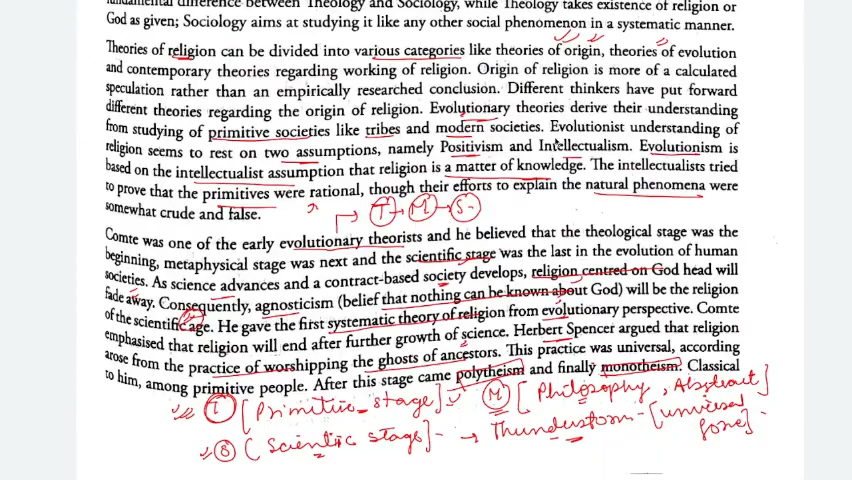 fundamental difference between Theology and Sociology, while Theology takes existence of religion or
God as given; Sociology aims at studying it like any other social phenomenon in a systematic manner.
Theories of religion can be divided into various categories like theories of origin, theories of evolution
and contemporary theories regarding working of religion. Origin of religion is more of a calculated
speculation rather than an empirically researched conclusion. Different thinkers have put forward
different theories regarding the origin of religion. Evolutionary theories derive their understanding
from studying of primitive societies like tribes and modern societies. Evolutionist understanding of
religion seems to rest on two assumptions, namely Positivism and Intellectualism. Evolutionism is
based on the intellectualist assumption that religion is a matter of knowledge. The intellectualists tried
to prove that the primitives were rational, though their efforts to explain the natural phenomena were
somewhat crude and false.
T → M → S
Comte was one of the early evolutionary theorists and he believed that the theological stage was the
beginning, metaphysical stage was next and the scientific stage was the last in the evolution of human
societies. As science advances and a contract-based society develops, religion centred on God head will
fade away. Consequently, agnosticism (belief that nothing can be known about God) will be the religion
of the scientific age. He gave the first systematic theory of religion from evolutionary perspective. Comte
emphasised that religion will end after further growth of science. Herbert Spencer argued that religion
arose from the practice of worshipping the ghosts of ancestors. This practice was universal, according
to him, among primitive people. After this stage came polytheism and finally monotheism. Classical
[Primitive stage] M [Philosophy, Abstract]
(Scientic stage] → Thunderstorm - [universal
force]